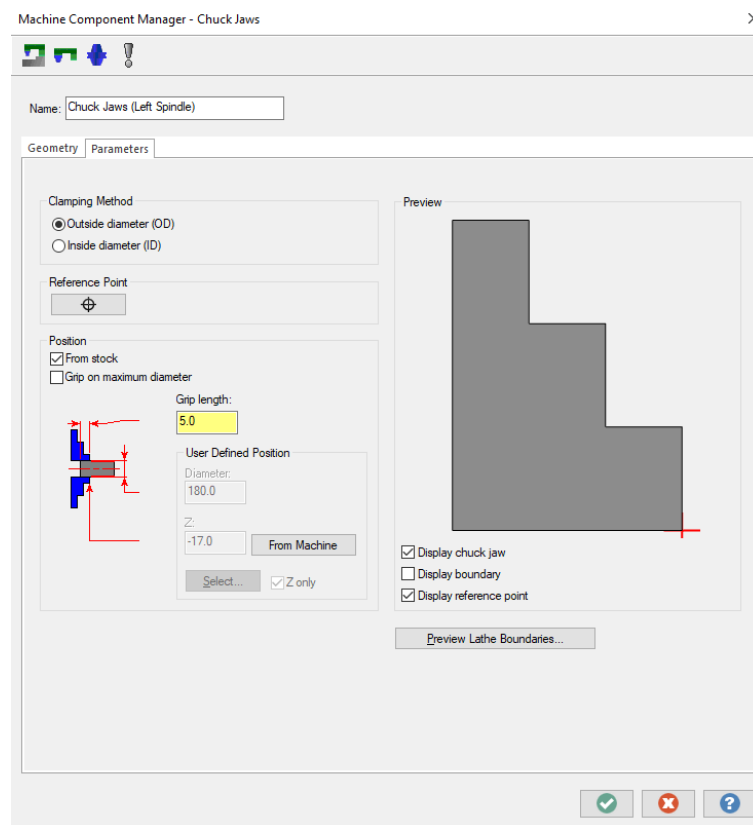 Machine Component Manager - Chuck Jaws
Name: Chuck Jaws (Left Spindle)
Geometry Parameters
Clamping Method
Outside diameter (OD)
Inside diameter (ID)
Reference Point
Position
From stock
Grip on maximum diameter
Grip length:
5.0
User Defined Position
Diameter:
180.0
Z:
-17.0 From Machine
Select... Z only
Preview
Display chuck jaw
Display boundary
Display reference point
Preview Lathe Boundaries...